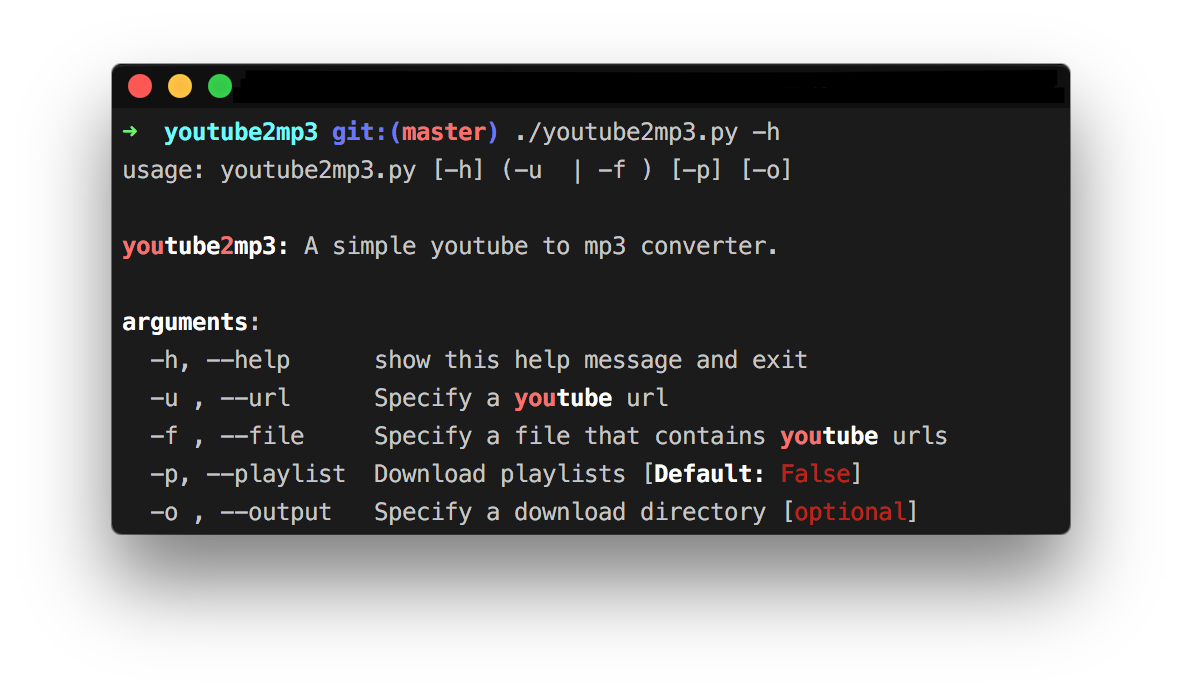 ➜ youtube2mp3 git:(master) ./youtube2mp3.py -h
usage: youtube2mp3.py [-h] (-u  | -f ) [-p] [-o]
youtube2mp3: A simple youtube to mp3 converter.
arguments:
-h, --help      show this help message and exit
-u , --url      Specify a youtube url
-f , --file     Specify a file that contains youtube urls
-p, --playlist  Download playlists [Default: False]
-o , --output   Specify a download directory [optional]